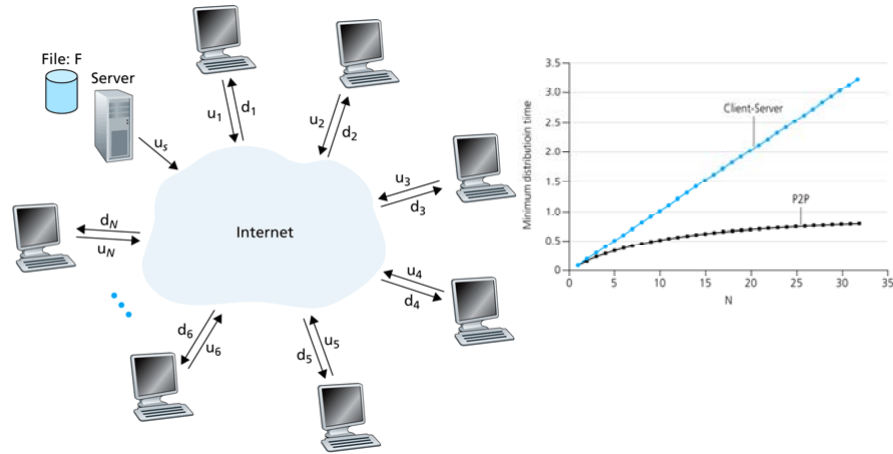 File: F
Server
u1
d1
u2
d2
us
u3
d3
dN
uN
Internet
u4
d4
d6
u6
d5
u5
Minimum distributioin time
3.5
3.0
2.5
2.0
1.5
1.0
0.5
0
Client-Server
P2P
0 5 10 15 20 25 30 35
N